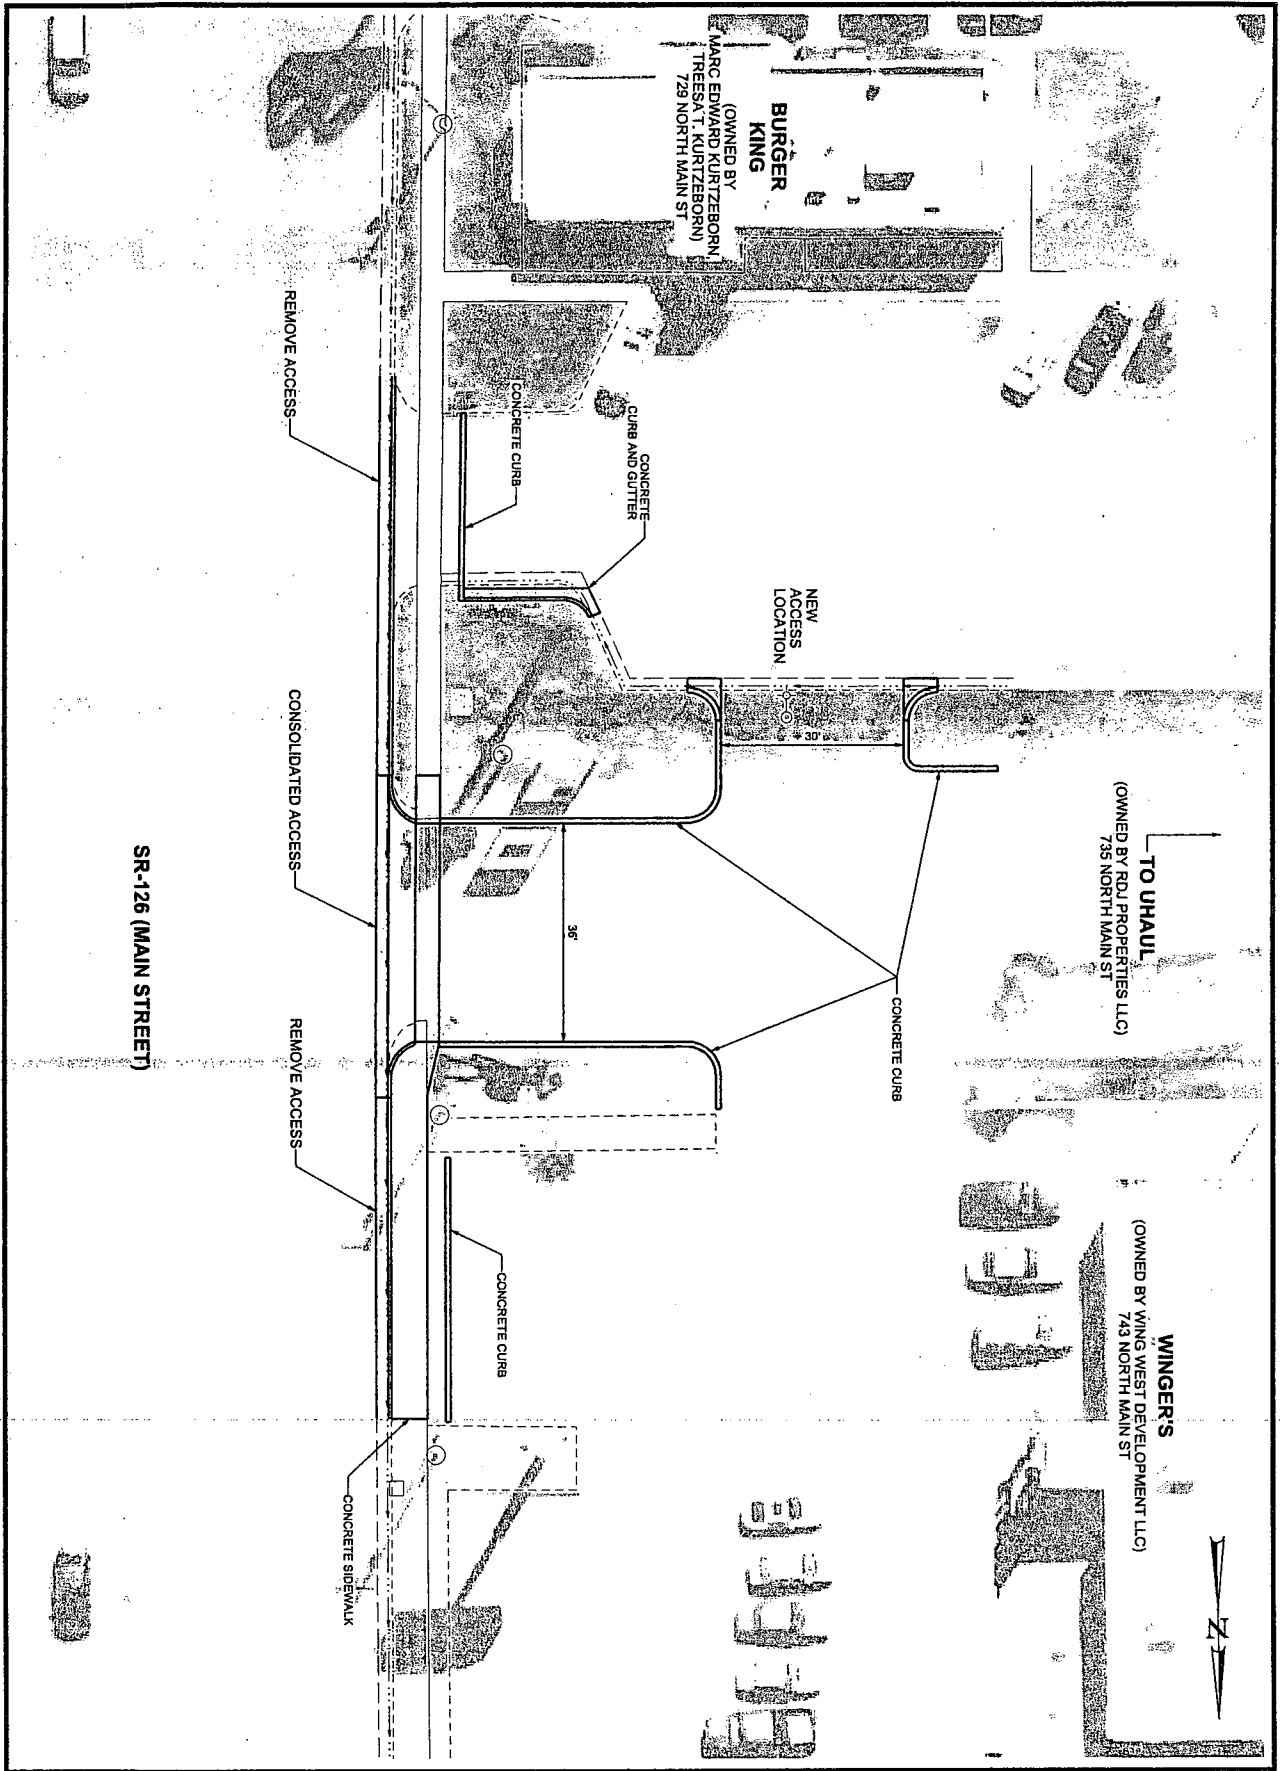 BURGER
KING
(OWNED BY
MARC EDWARD KURTZEBORN,
TREESA T. KURTZEBORN)
729 NORTH MAIN ST
TO UHAUL
(OWNED BY RDJ PROPERTIES LLC)
735 NORTH MAIN ST
WINGER'S
(OWNED BY WING WEST DEVELOPMENT LLC)
743 NORTH MAIN ST
N
NEW
ACCESS
LOCATION
30'
CONCRETE CURB
CONCRETE
CURB AND GUTTER
CONCRETE CURB
36'
CONCRETE CURB
REMOVE ACCESS
CONSOLIDATED ACCESS
REMOVE ACCESS
CONCRETE SIDEWALK
SR-126 (MAIN STREET)